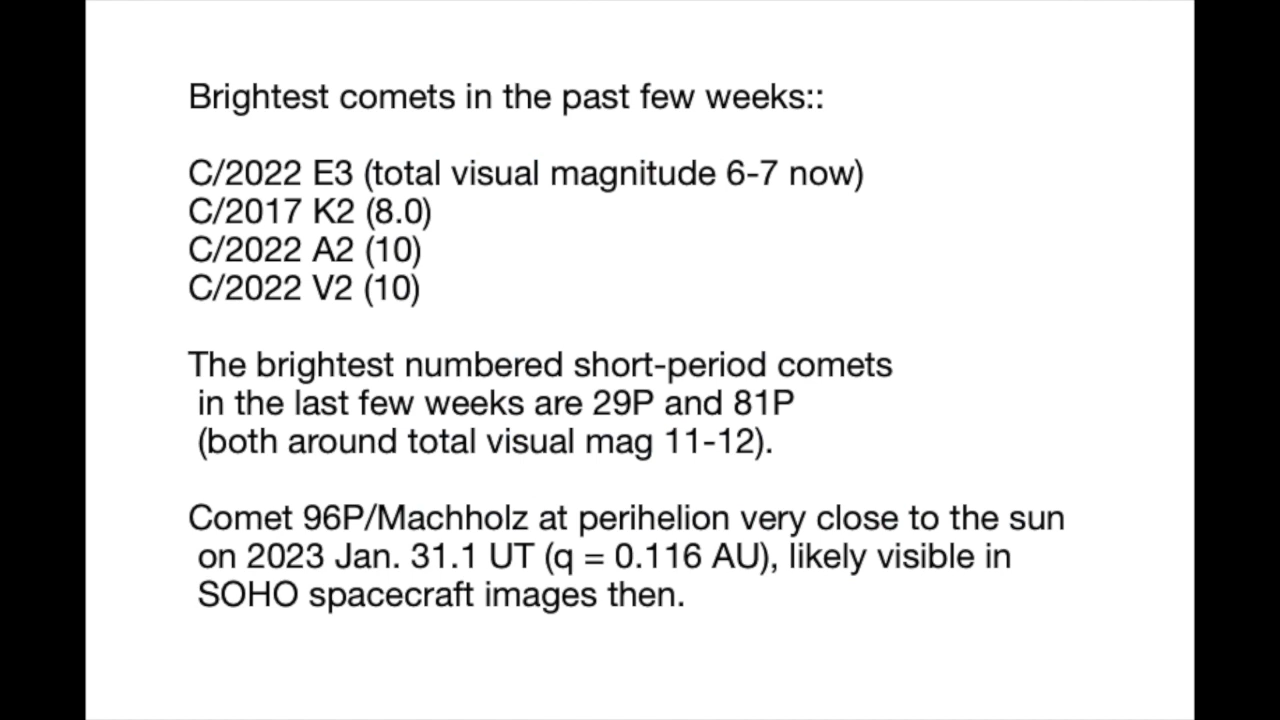 Brightest comets in the past few weeks::
C/2022 E3 (total visual magnitude 6-7 now)
C/2017 K2 (8.0)
C/2022 A2 (10)
C/2022 V2 (10)
The brightest numbered short-period comets
in the last few weeks are 29P and 81P
(both around total visual mag 11-12).
Comet 96P/Machholz at perihelion very close to the sun
on 2023 Jan. 31.1 UT (q = 0.116 AU), likely visible in
SOHO spacecraft images then.